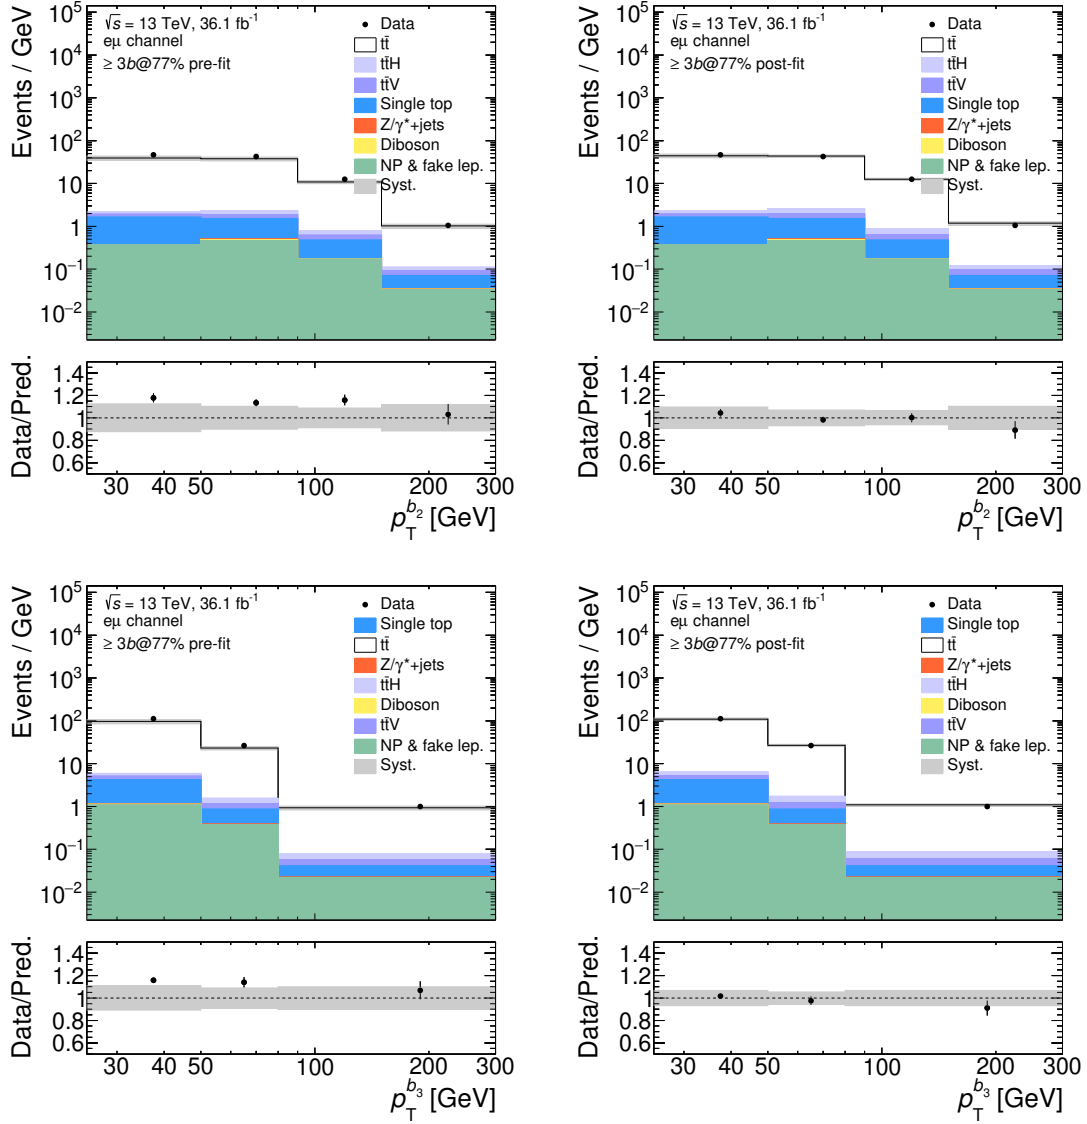 √s = 13 TeV, 36.1 fb⁻¹
eμ channel
≥ 3b@77% pre-fit
Data
tt̄
tt̄H
tt̄V
Single top
Z/γ*+jets
Diboson
NP & fake lep.
Syst.
Events / GeV
10⁵
10⁴
10³
10²
10
1
10⁻¹
10⁻²
Data/Pred.
1.4
1.2
1
0.8
0.6
30 40 50 100 200 300
p_T^{b₂} [GeV]
√s = 13 TeV, 36.1 fb⁻¹
eμ channel
≥ 3b@77% post-fit
Data
tt̄
tt̄H
tt̄V
Single top
Z/γ*+jets
Diboson
NP & fake lep.
Syst.
Events / GeV
10⁵
10⁴
10³
10²
10
1
10⁻¹
10⁻²
Data/Pred.
1.4
1.2
1
0.8
0.6
30 40 50 100 200 300
p_T^{b₂} [GeV]
√s = 13 TeV, 36.1 fb⁻¹
eμ channel
≥ 3b@77% pre-fit
Data
Single top
tt̄
Z/γ*+jets
tt̄H
Diboson
tt̄V
NP & fake lep.
Syst.
Events / GeV
10⁵
10⁴
10³
10²
10
1
10⁻¹
10⁻²
Data/Pred.
1.4
1.2
1
0.8
0.6
30 40 50 100 200 300
p_T^{b₃} [GeV]
√s = 13 TeV, 36.1 fb⁻¹
eμ channel
≥ 3b@77% post-fit
Data
Single top
tt̄
Z/γ*+jets
tt̄H
Diboson
tt̄V
NP & fake lep.
Syst.
Events / GeV
10⁵
10⁴
10³
10²
10
1
10⁻¹
10⁻²
Data/Pred.
1.4
1.2
1
0.8
0.6
30 40 50 100 200 300
p_T^{b₃} [GeV]